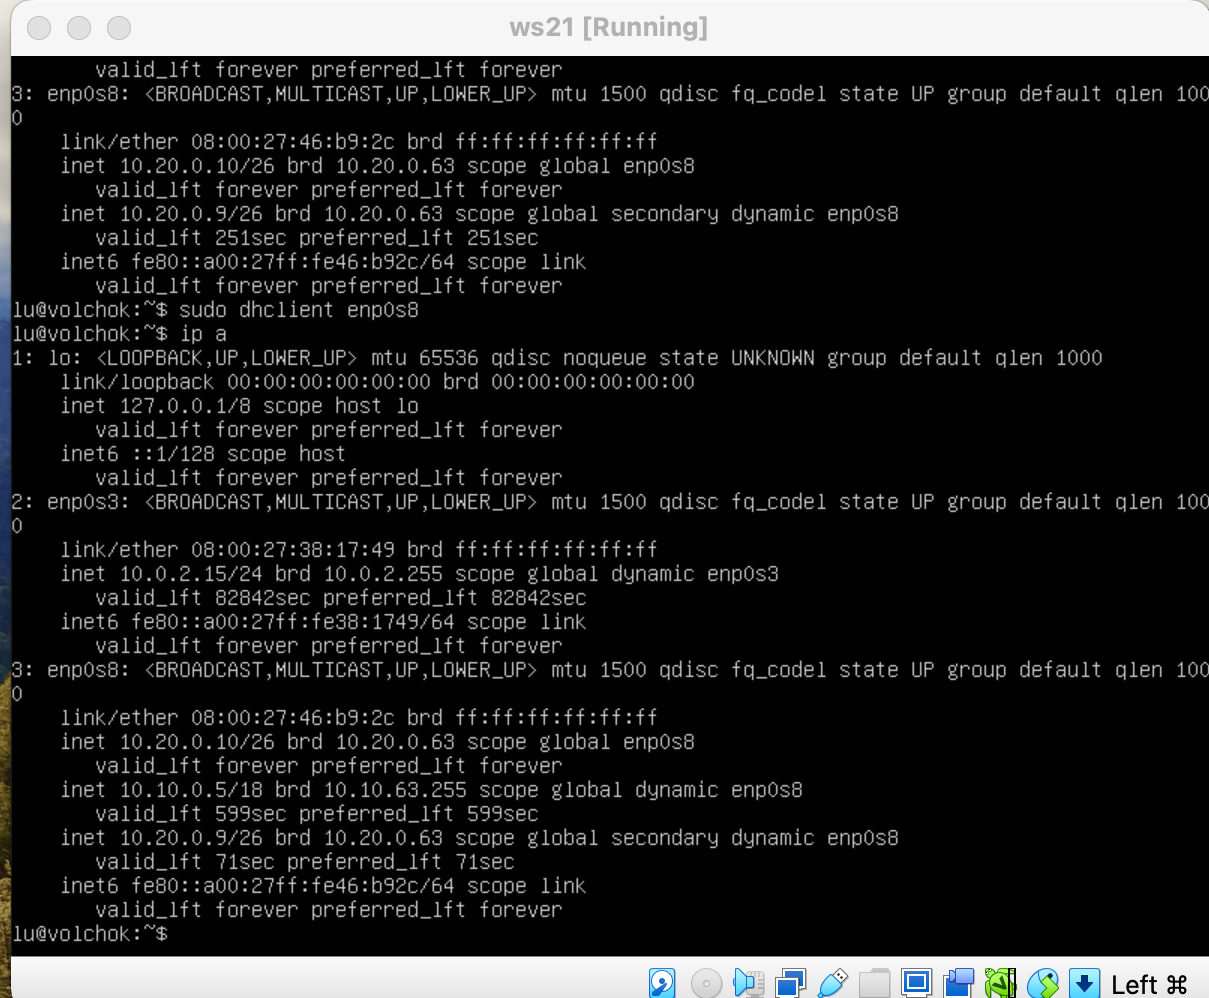 ws21 [Running]
valid_lft forever preferred_lft forever
3: enp0s8: <BROADCAST,MULTICAST,UP,LOWER_UP> mtu 1500 qdisc fq_codel state UP group default qlen 100
0
link/ether 08:00:27:46:b9:2c brd ff:ff:ff:ff:ff:ff
inet 10.20.0.10/26 brd 10.20.0.63 scope global enp0s8
valid_lft forever preferred_lft forever
inet 10.20.0.9/26 brd 10.20.0.63 scope global secondary dynamic enp0s8
valid_lft 251sec preferred_lft 251sec
inet6 fe80::a00:27ff:fe46:b92c/64 scope link
valid_lft forever preferred_lft forever
lu@volchok:~$ sudo dhclient enp0s8
lu@volchok:~$ ip a
1: lo: <LOOPBACK,UP,LOWER_UP> mtu 65536 qdisc noqueue state UNKNOWN group default qlen 1000
link/loopback 00:00:00:00:00:00 brd 00:00:00:00:00:00
inet 127.0.0.1/8 scope host lo
valid_lft forever preferred_lft forever
inet6 ::1/128 scope host
valid_lft forever preferred_lft forever
2: enp0s3: <BROADCAST,MULTICAST,UP,LOWER_UP> mtu 1500 qdisc fq_codel state UP group default qlen 100
0
link/ether 08:00:27:38:17:49 brd ff:ff:ff:ff:ff:ff
inet 10.0.2.15/24 brd 10.0.2.255 scope global dynamic enp0s3
valid_lft 82842sec preferred_lft 82842sec
inet6 fe80::a00:27ff:fe38:1749/64 scope link
valid_lft forever preferred_lft forever
3: enp0s8: <BROADCAST,MULTICAST,UP,LOWER_UP> mtu 1500 qdisc fq_codel state UP group default qlen 100
0
link/ether 08:00:27:46:b9:2c brd ff:ff:ff:ff:ff:ff
inet 10.20.0.10/26 brd 10.20.0.63 scope global enp0s8
valid_lft forever preferred_lft forever
inet 10.10.0.5/18 brd 10.10.63.255 scope global dynamic enp0s8
valid_lft 599sec preferred_lft 599sec
inet 10.20.0.9/26 brd 10.20.0.63 scope global secondary dynamic enp0s8
valid_lft 71sec preferred_lft 71sec
inet6 fe80::a00:27ff:fe46:b92c/64 scope link
valid_lft forever preferred_lft forever
lu@volchok:~$
Left ⌘